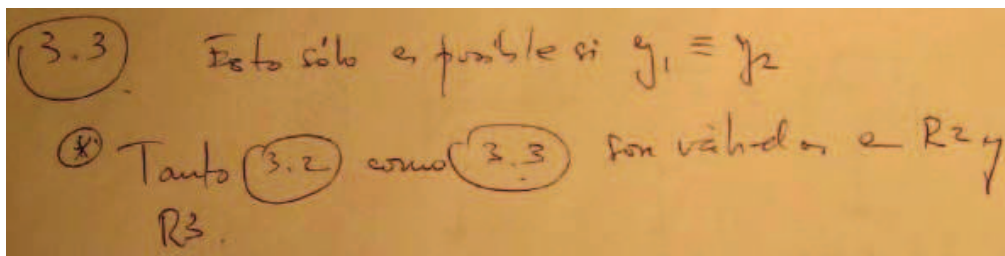 3.3 Esto sólo es posible si y₁ ≡ y₂
* Tanto 3.2 como 3.3 son válidas en R2 y
R3.